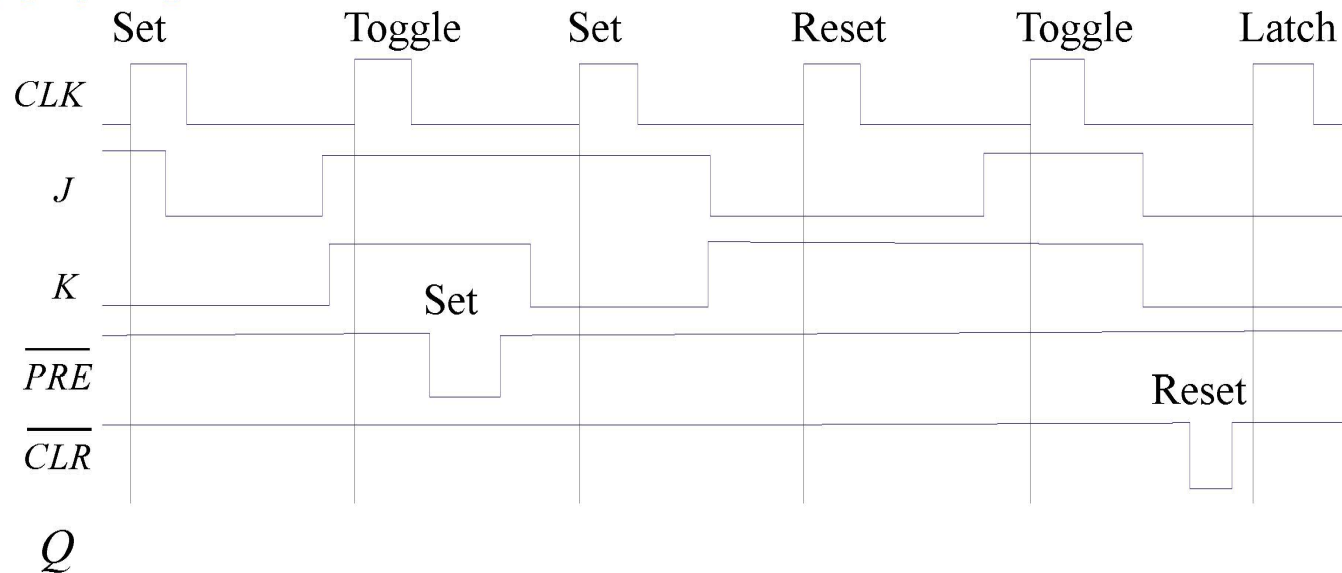 Set Toggle Set Reset Toggle Latch
CLK
J
K
Set
PRE
Reset
CLR
Q